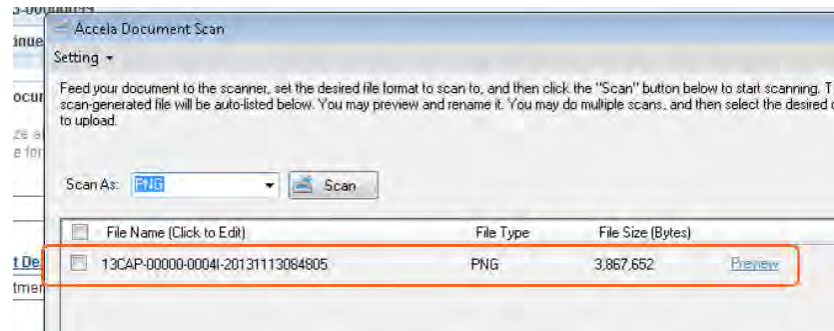 Accela Document Scan
Setting
Feed your document to the scanner, set the desired file format to scan to, and then click the "Scan" button below to start scanning. T
scan-generated file will be auto-listed below. You may preview and rename it. You may do multiple scans, and then select the desired
to upload.
Scan As: PNG Scan
File Name (Click to Edit) File Type File Size (Bytes)
13CAP-00000-0004I-20131113084805 PNG 3,867,652 Preview